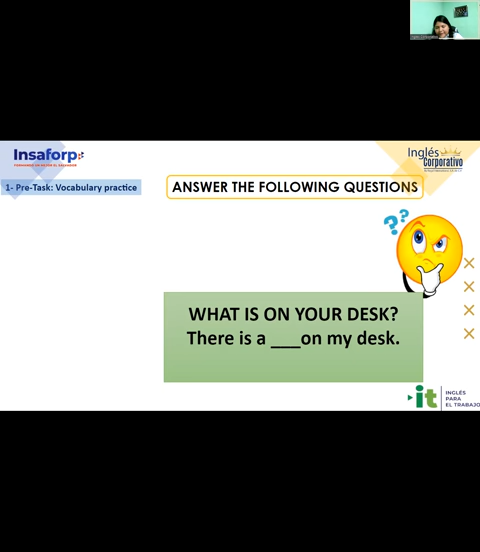 Insaforp
Inglés
Corporativo
1- Pre-Task: Vocabulary practice
ANSWER THE FOLLOWING QUESTIONS
??
WHAT IS ON YOUR DESK?
There is a ___on my desk.
it
INGLÉS
PARA
EL TRABAJO